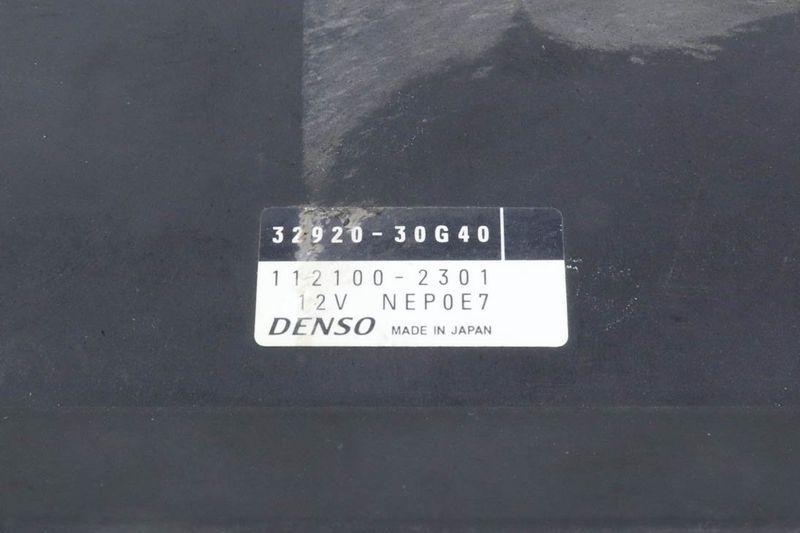 32920-30G40
112100-2301
12V NEP0E7
DENSO MADE IN JAPAN